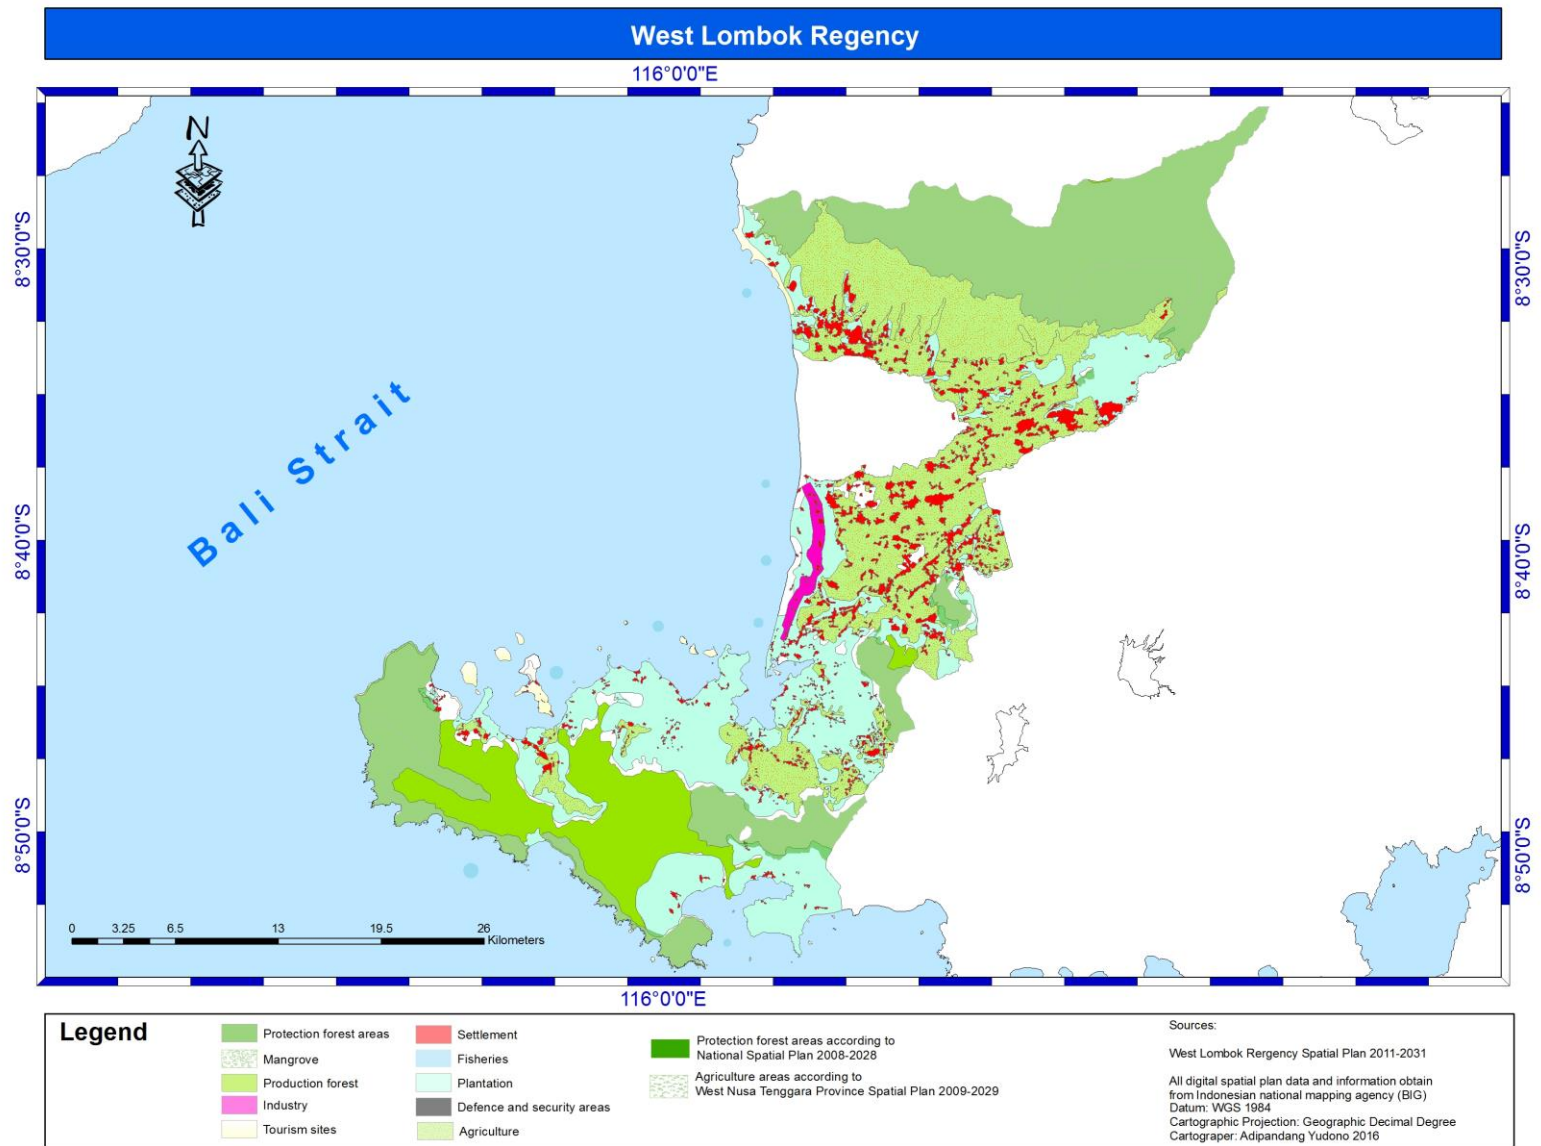 West Lombok Regency
116°0'0"E
N
8°30'0"S
8°30'0"S
Bali Strait
8°40'0"S
8°40'0"S
8°50'0"S
8°50'0"S
0 3.25 6.5 13 19.5 26
Kilometers
116°0'0"E
Legend
Protection forest areas
Mangrove
Production forest
Industry
Tourism sites
Settlement
Fisheries
Plantation
Defence and security areas
Agriculture
Protection forest areas according to
National Spatial Plan 2008-2028
Agriculture areas according to
West Nusa Tenggara Province Spatial Plan 2009-2029
Sources:
West Lombok Rergency Spatial Plan 2011-2031
All digital spatial plan data and information obtain
from Indonesian national mapping agency (BIG)
Datum: WGS 1984
Cartographic Projection: Geographic Decimal Degree
Cartograper: Adipandang Yudono 2016